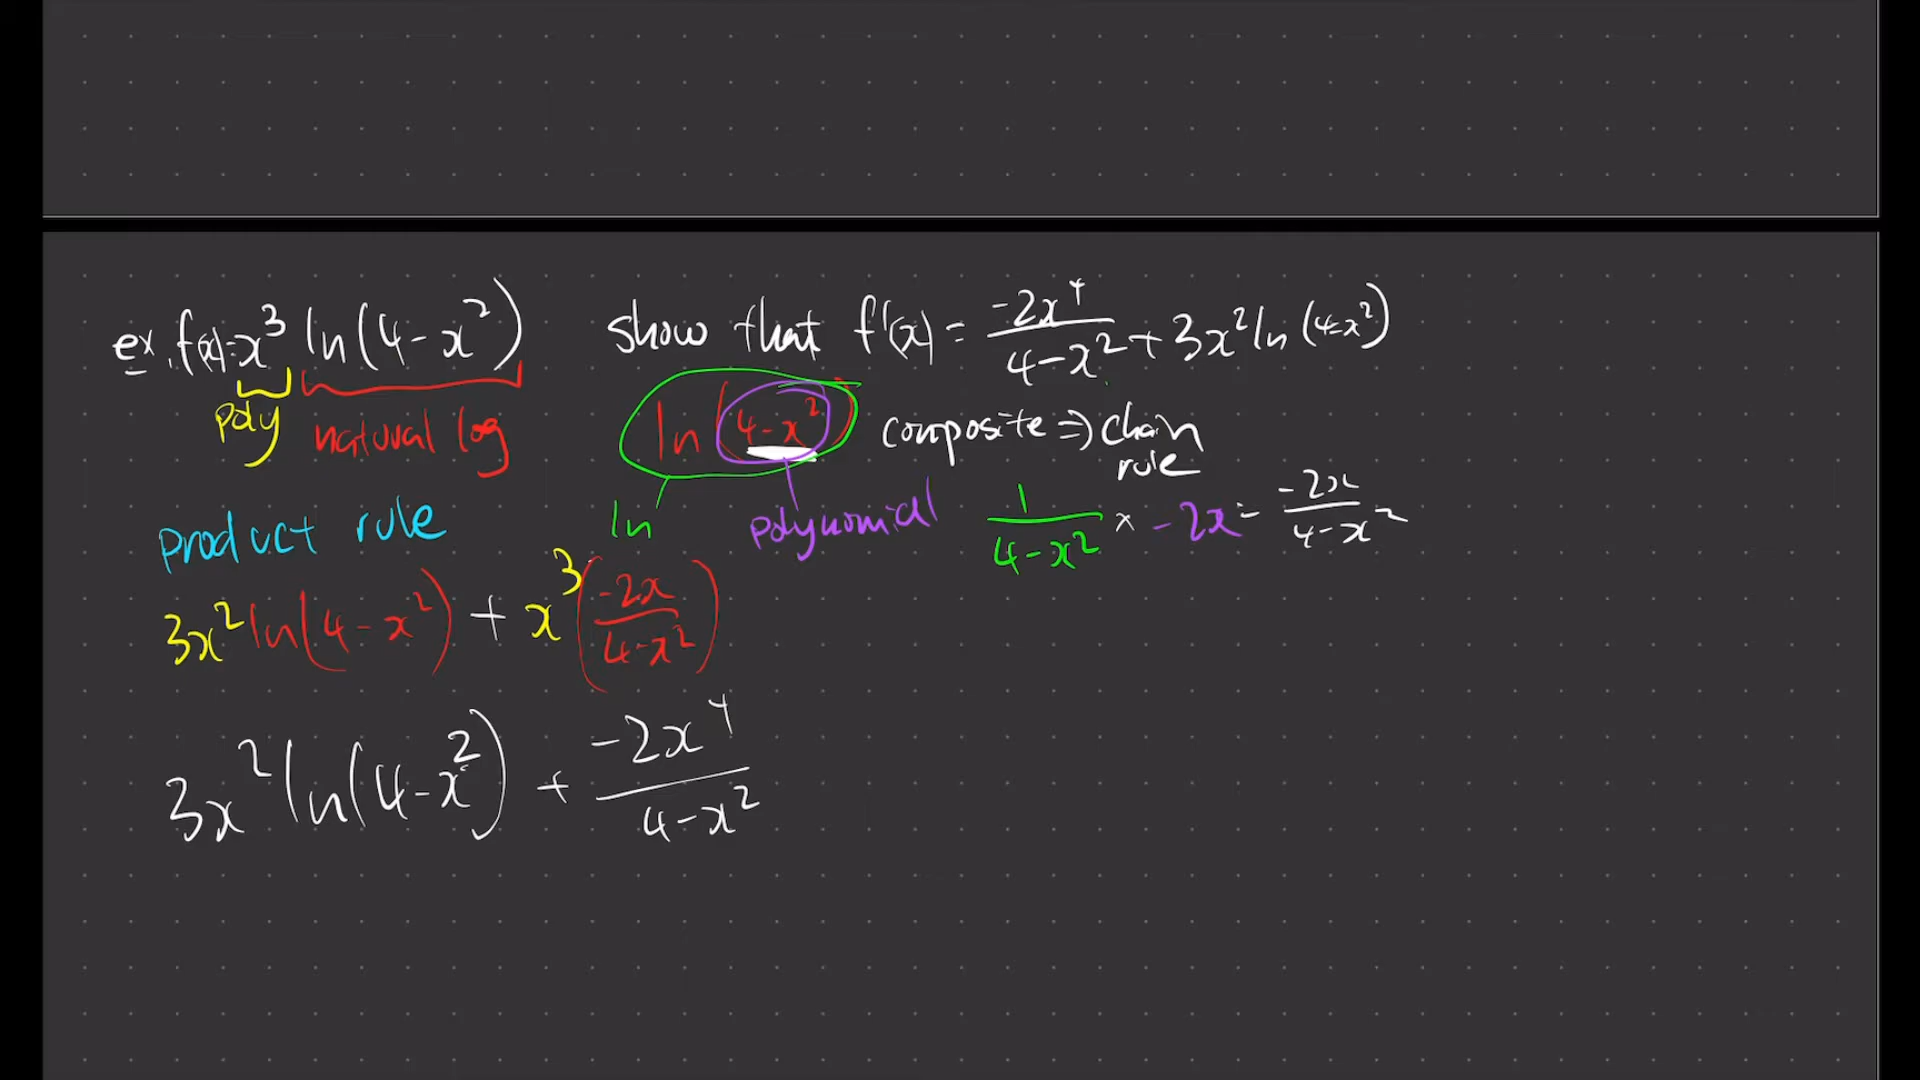 ex. f(x)=x³ ln(4-x²) show that f'(x) = -2x⁴/4-x² + 3x² ln(4-x²)
poly natural log ln(4-x²) composite ⇒ chain rule
ln polynomial 1/4-x² × -2x = -2x/4-x²
product rule
3x² ln(4-x²) + x³(-2x/4-x²)
3x² ln(4-x²) + -2x⁴/4-x²